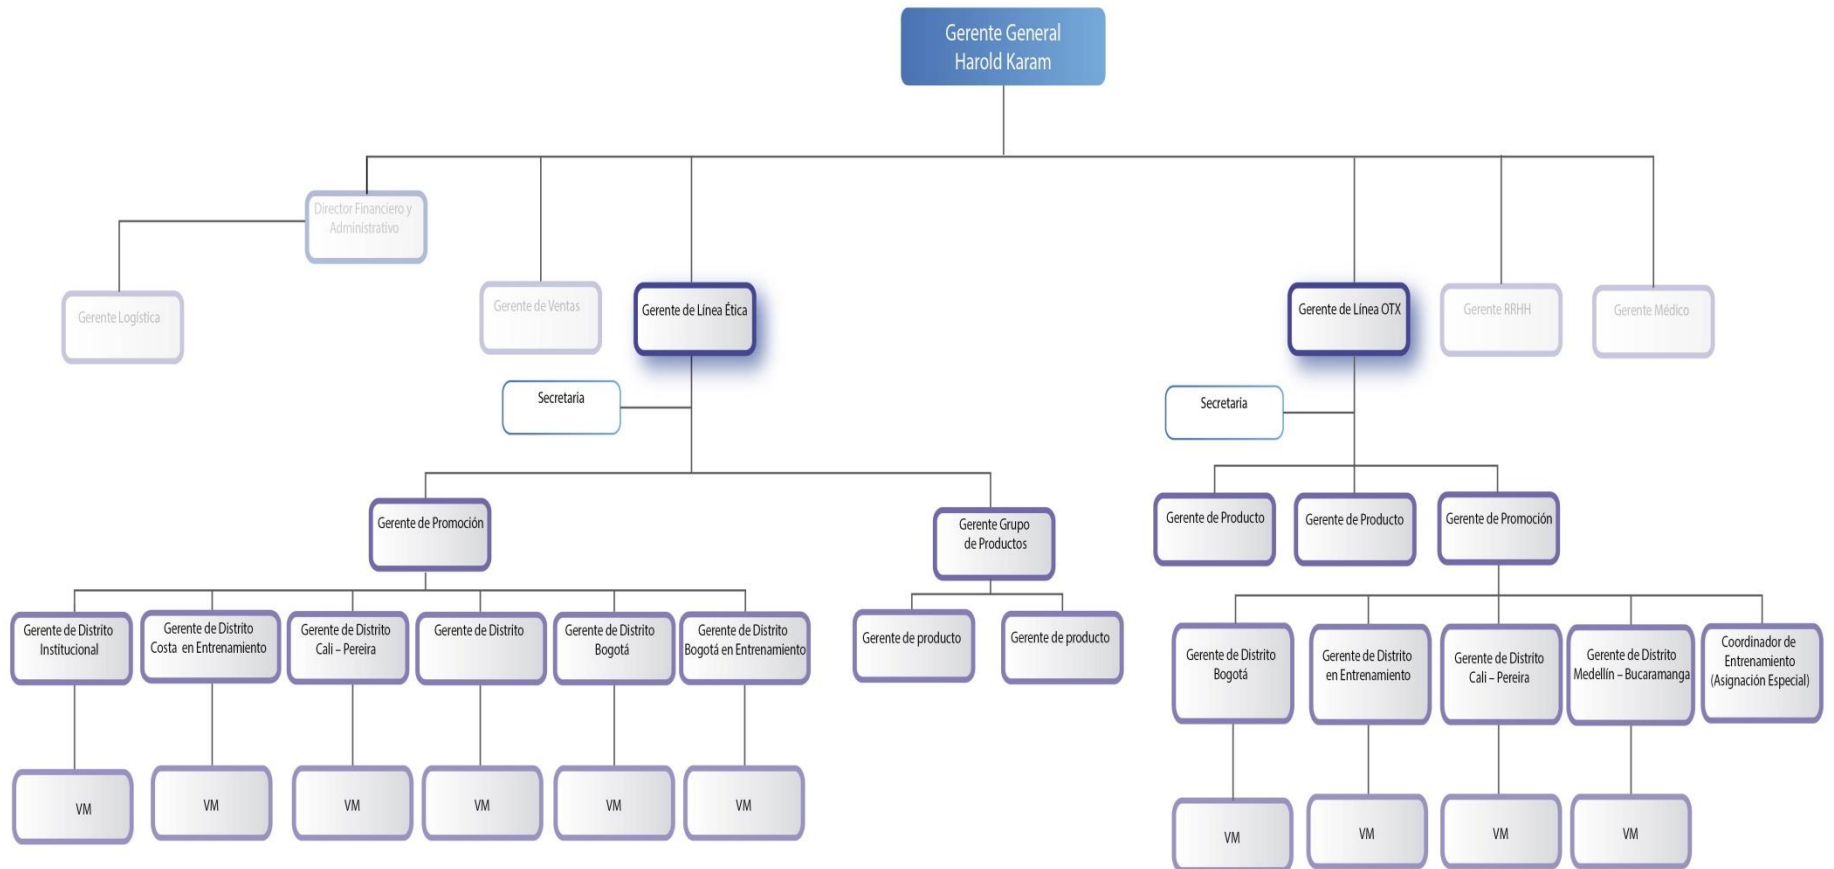 Gerente General
Harold Karam
Director Financiero y
Administrativo
Gerente Logística
Gerente de Ventas
Gerente de Línea Ética
Gerente de Línea OTX
Gerente RRHH
Gerente Médico
Secretaria
Secretaria
Gerente de Promoción
Gerente Grupo
de Productos
Gerente de Producto
Gerente de Producto
Gerente de Promoción
Gerente de Distrito
Institucional
Gerente de Distrito
Costa en Entrenamiento
Gerente de Distrito
Cali – Pereira
Gerente de Distrito
Gerente de Distrito
Bogotá
Gerente de Distrito
Bogotá en Entrenamiento
Gerente de producto
Gerente de producto
Gerente de Distrito
Bogotá
Gerente de Distrito
en Entrenamiento
Gerente de Distrito
Cali – Pereira
Gerente de Distrito
Medellín – Bucaramanga
Coordinador de
Entrenamiento
(Asignación Especial)
VM
VM
VM
VM
VM
VM
VM
VM
VM
VM